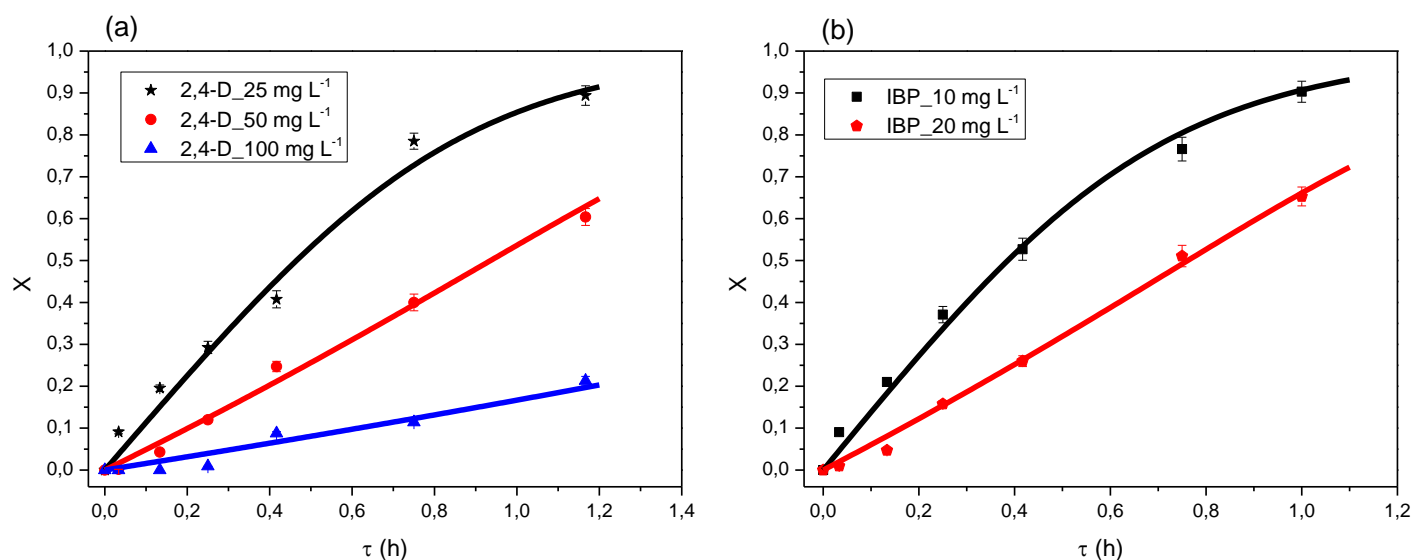 (a)
1,0
0,9
0,8
0,7
0,6
0,5
0,4
0,3
0,2
0,1
0,0
X
2,4-D_25 mg L⁻¹
2,4-D_50 mg L⁻¹
2,4-D_100 mg L⁻¹
0,0 0,2 0,4 0,6 0,8 1,0 1,2 1,4
τ (h)
(b)
1,0
0,9
0,8
0,7
0,6
0,5
0,4
0,3
0,2
0,1
0,0
X
IBP_10 mg L⁻¹
IBP_20 mg L⁻¹
0,0 0,2 0,4 0,6 0,8 1,0 1,2
τ (h)